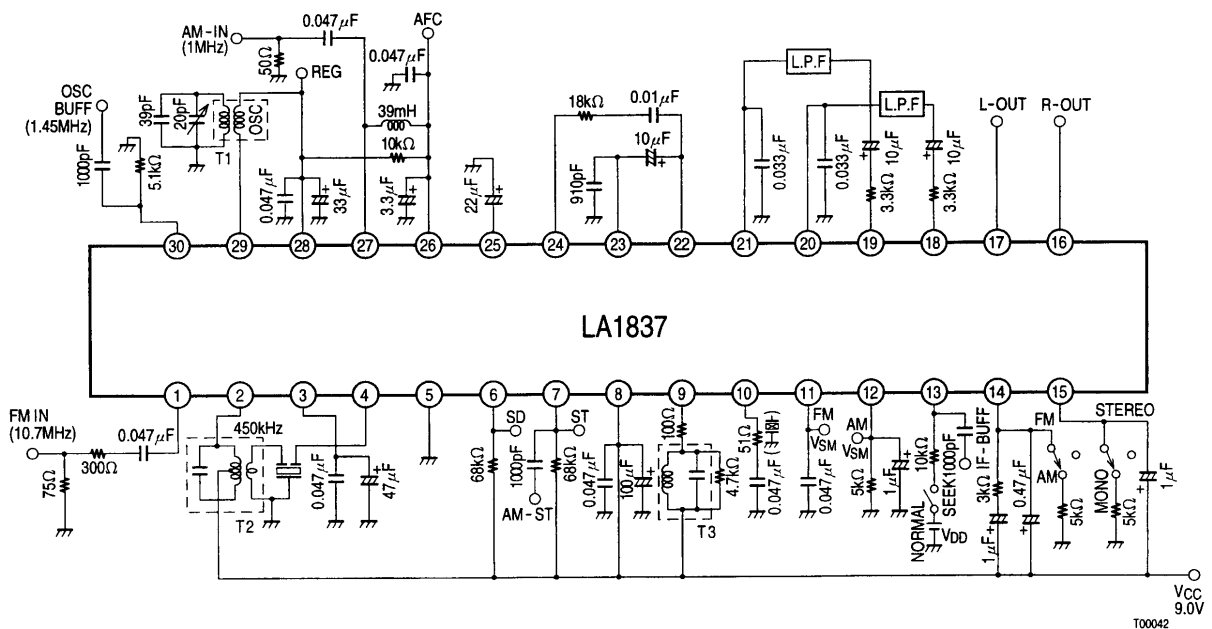 AFC
AM-IN
(1MHz)
0.047μF
50Ω
REG
0.047μF
OSC
BUFF
(1.45MHz)
39pF
20pF
OSC
T1
39mH
10kΩ
1000pF
5.1kΩ
0.047μF
33μF
3.3μF
22μF
18kΩ
0.01μF
10μF
910pF
L.P.F
L.P.F
L-OUT
R-OUT
0.033μF
0.033μF
10μF
10μF
3.3kΩ
3.3kΩ
30 29 28 27 26 25 24 23 22 21 20 19 18 17 16
LA1837
1 2 3 4 5 6 7 8 9 10 11 12 13 14 15
FM IN
(10.7MHz)
0.047μF
300Ω
75Ω
450kHz
T2
0.047μF
47μF
SD
68kΩ
ST
1000pF
68kΩ
AM-ST
0.047μF
100μF
100Ω
4.7kΩ
T3
51Ω
0.047μF
FM
VSM
0.047μF
AM
VSM
5kΩ
1μF
10kΩ
SEEK
NORMAL
VDD
1000pF
IF-BUFF
3kΩ
1μF
0.47μF
FM
AM
5kΩ
STEREO
MONO
5kΩ
1μF
VCC
9.0V
T00042